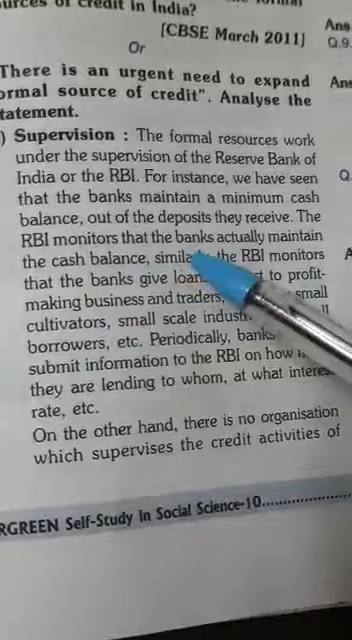 of credit in India?
[CBSE March 2011]
Or
There is an urgent need to expand
ormal source of credit". Analyse the
tatement.
) Supervision : The formal resources work
under the supervision of the Reserve Bank of
India or the RBI. For instance, we have seen
that the banks maintain a minimum cash
balance, out of the deposits they receive. The
RBI monitors that the banks actually maintain
the cash balance, the RBI monitors
that the banks give to profit-
making business and traders, small
cultivators, small scale
borrowers, etc. Periodically, banks
submit information to the RBI on how
they are lending to whom, at what
rate, etc.
On the other hand, there is no organisation
which supervises the credit activities of
RGREEN Self-Study In Social Science-10
Ans
Q.9.
Ans
Q
A